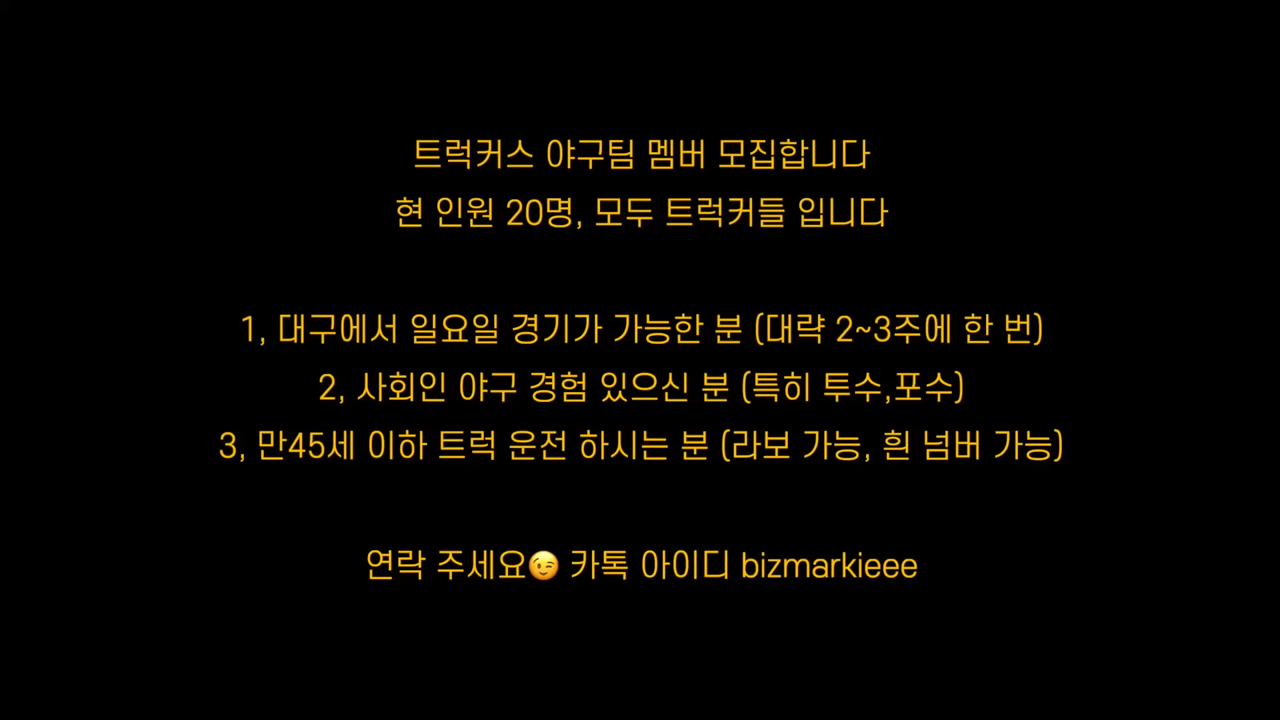 트럭커스 야구팀 멤버 모집합니다
현 인원 20명, 모두 트럭커들 입니다
1, 대구에서 일요일 경기가 가능한 분 (대략 2~3주에 한 번)
2, 사회인 야구 경험 있으신 분 (특히 투수,포수)
3, 만45세 이하 트럭 운전 하시는 분 (라보 가능, 흰 넘버 가능)
연락 주세요😉 카톡 아이디 bizmarkieee